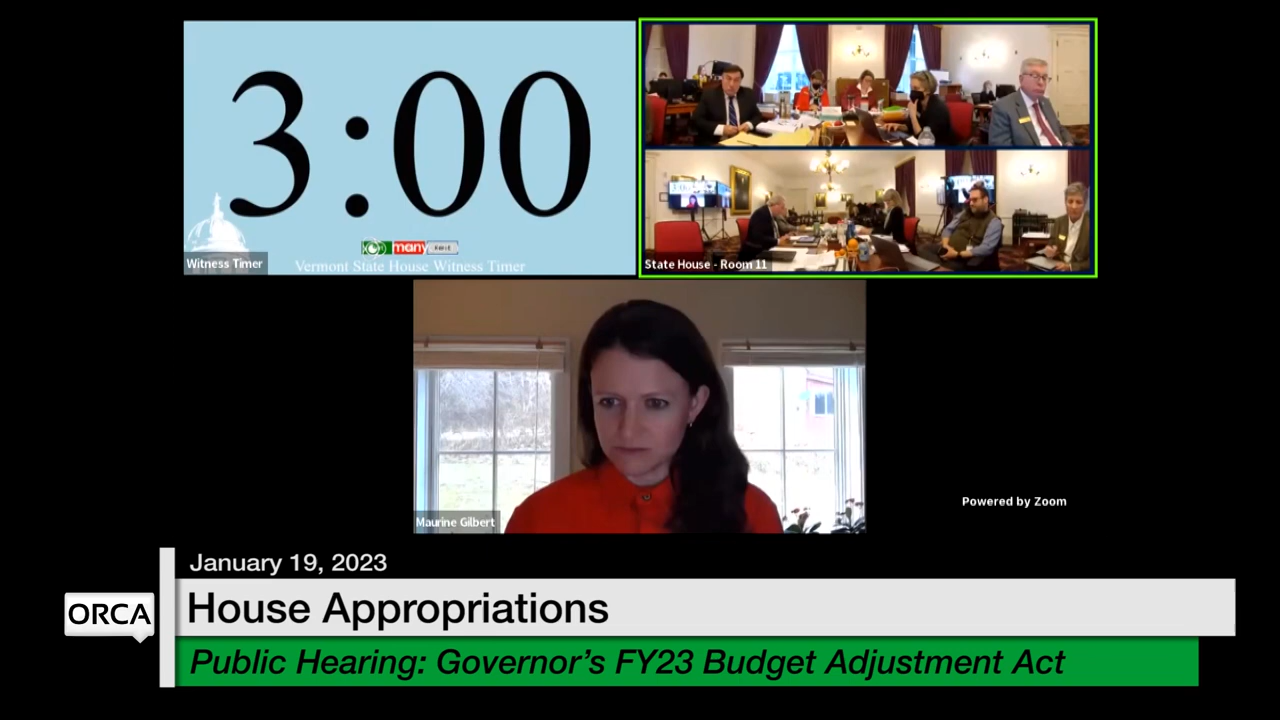 3:00
many
Witness Timer
Vermont State House Witness Timer
State House - Room 11
Maurine Gilbert
Powered by Zoom
January 19, 2023
ORCA
House Appropriations
Public Hearing: Governor's FY23 Budget Adjustment Act